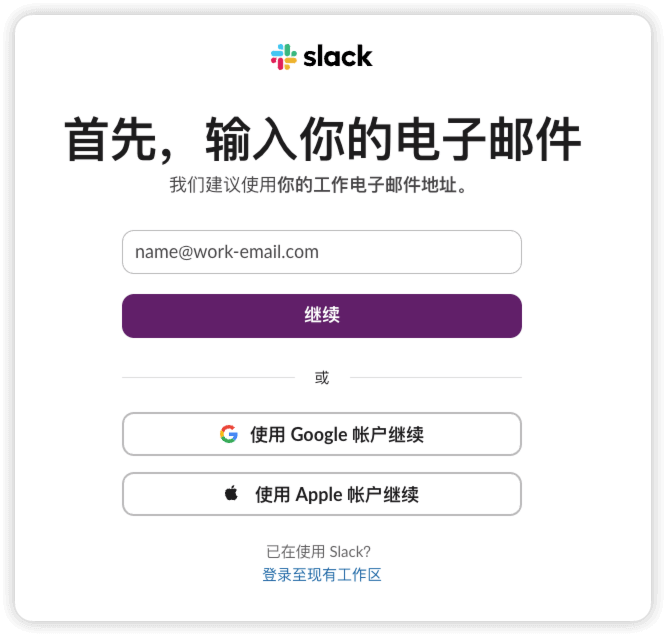 slack
首先，输入你的电子邮件
我们建议使用你的工作电子邮件地址。
name@work-email.com
继续
或
使用 Google 帐户继续
使用 Apple 帐户继续
已在使用 Slack?
登录至现有工作区